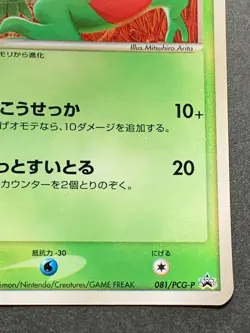 Illus.Mitsuhiro Arita
モリから進化
こうせっか 10+
げオモテなら、10ダメージを追加する。
っとすいとる 20
カウンターを2個とりのぞく。
抵抗力 -30 にげる
okémon/Nintendo/Creatures/GAME FREAK 081/PCG-P